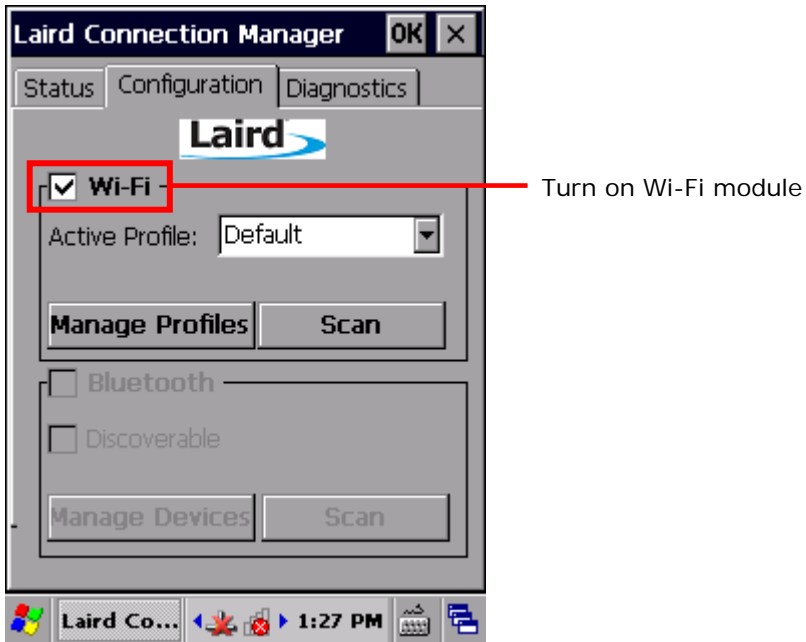 Laird Connection Manager OK
Status Configuration Diagnostics
Laird
Wi-Fi
Turn on Wi-Fi module
Active Profile: Default
Manage Profiles Scan
Bluetooth
Discoverable
Manage Devices Scan
Laird Co... 1:27 PM